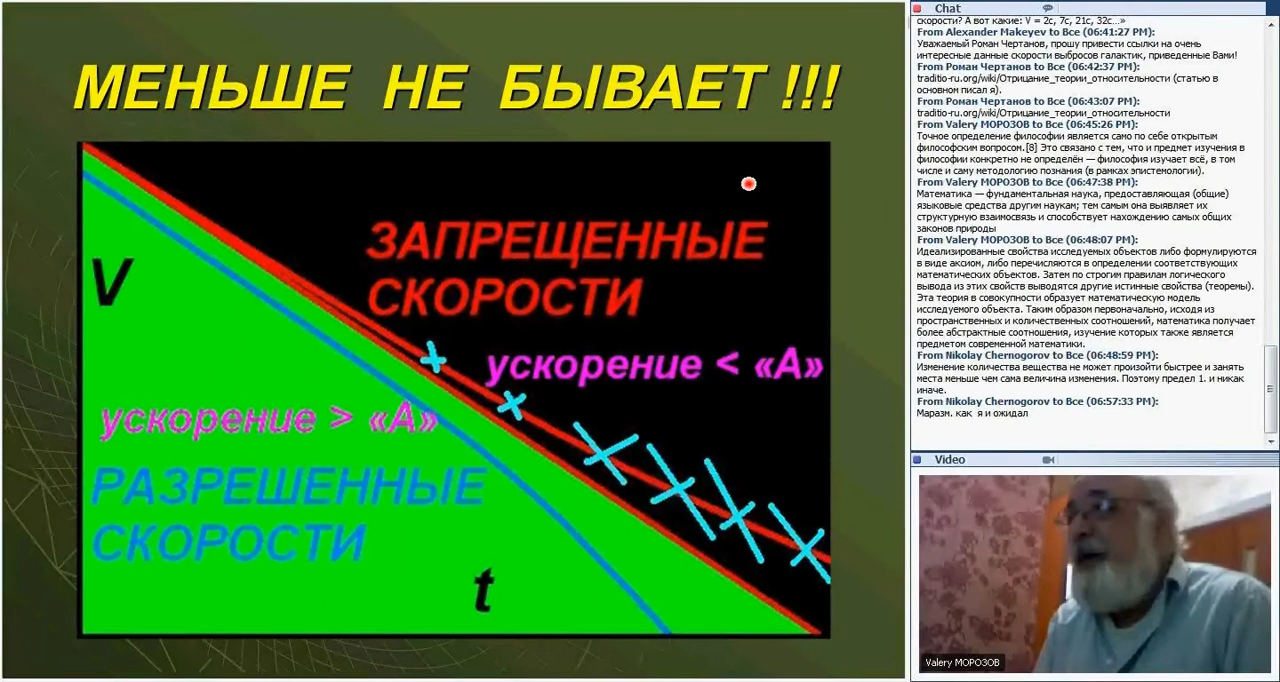 МЕНЬШЕ НЕ БЫВАЕТ !!!
V
ЗАПРЕЩЕННЫЕ
СКОРОСТИ
ускорение < «А»
ускорение > «А»
РАЗРЕШЕННЫЕ
СКОРОСТИ
t
Chat
скорости? А вот какие: V = 2c, 7c, 21c, 32c...»
From Alexander Makeyev to Все (06:41:27 PM):
Уважаемый Роман Чертанов, прошу привести ссылки на очень
интересные данные скорости выбросов галактик, приведенные Вами!
From Роман Чертанов to Все (06:42:37 PM):
traditio-ru.org/wiki/Отрицание_теории_относительности (статью в
основном писал я).
From Роман Чертанов to Все (06:43:07 PM):
traditio-ru.org/wiki/Отрицание_теории_относительности
From Valery МОРОЗОВ to Все (06:45:26 PM):
Точное определение философии является само по себе открытым
философским вопросом.[8] Это связано с тем, что и предмет изучения в
философии конкретно не определён — философия изучает всё, в том
числе и саму методологию познания (в рамках эпистемологии).
From Valery МОРОЗОВ to Все (06:47:38 PM):
Математика — фундаментальная наука, предоставляющая (общие)
языковые средства другим наукам; тем самым она выявляет их
структурную взаимосвязь и способствует нахождению самых общих
законов природы
From Valery МОРОЗОВ to Все (06:48:07 PM):
Идеализированные свойства исследуемых объектов либо формулируются
в виде аксиом, либо перечисляются в определении соответствующих
математических объектов. Затем по строгим правилам логического
вывода из этих свойств выводятся другие истинные свойства (теоремы).
Эта теория в совокупности образует математическую модель
исследуемого объекта. Таким образом первоначально, исходя из
пространственных и количественных соотношений, математика получает
более абстрактные соотношения, изучение которых также является
предметом современной математики.
From Nikolay Chernogorov to Все (06:48:59 PM):
Изменение количества вещества не может произойти быстрее и занять
места меньше чем сама величина изменения. Поэтому предел 1. и никак
иначе.
From Nikolay Chernogorov to Все (06:57:33 PM):
Маразм. как я и ожидал
Video
Valery МОРОЗОВ